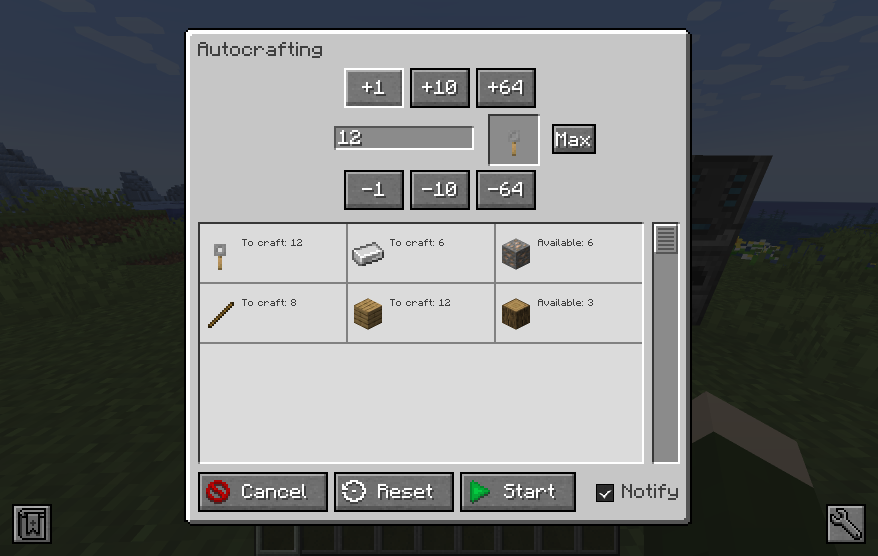 Autocrafting
+1 +10 +64
12 Max
-1 -10 -64
To craft: 12 To craft: 6 Available: 6
To craft: 8 To craft: 12 Available: 3
Cancel Reset Start Notify